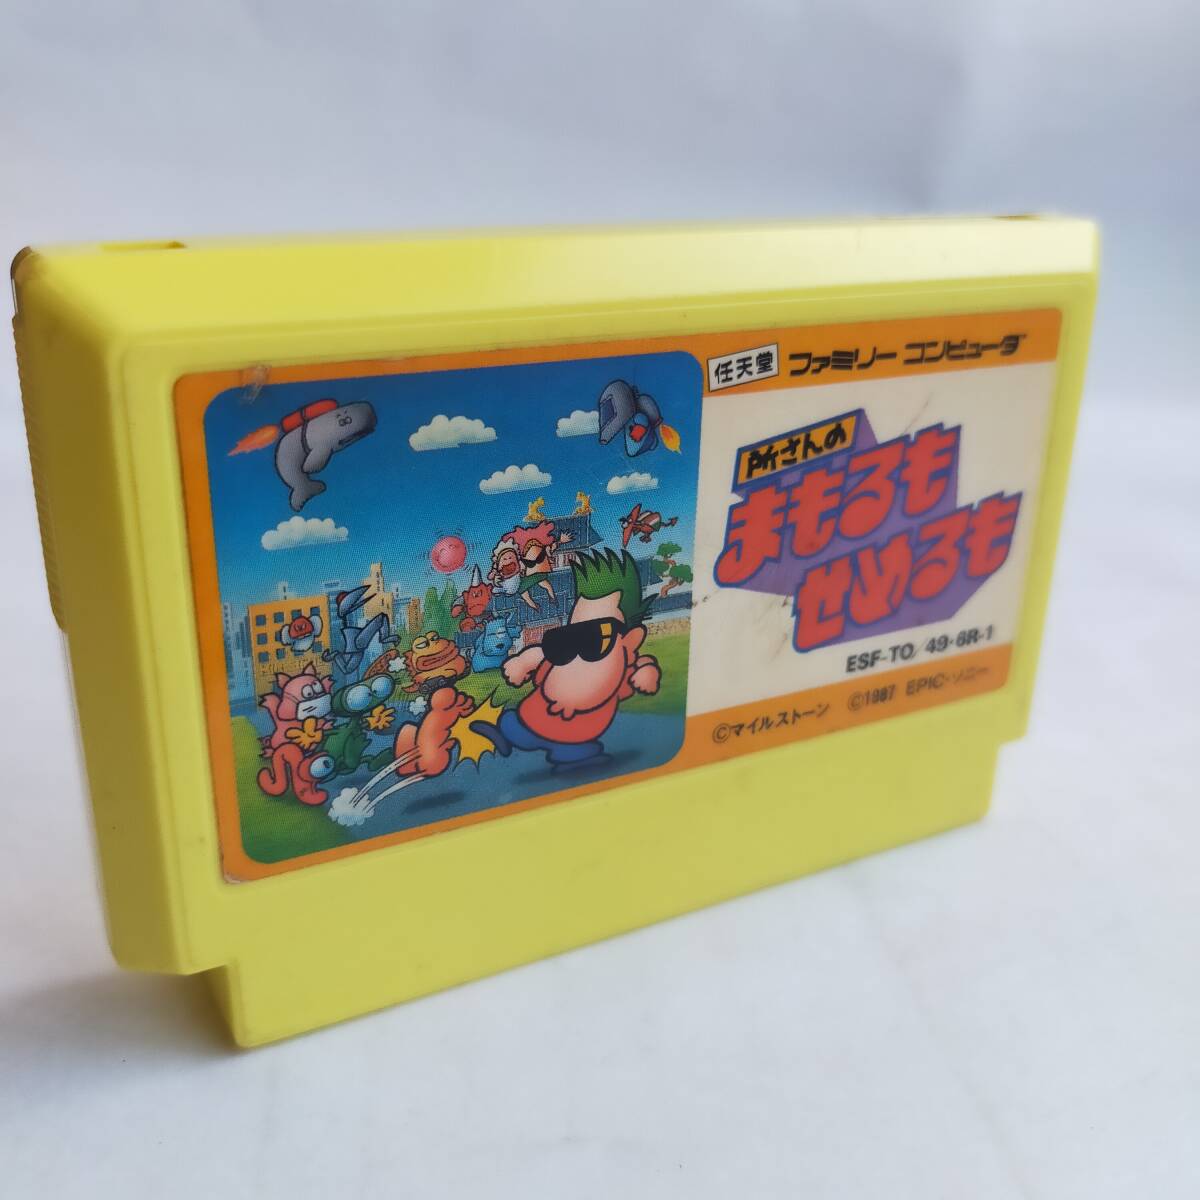 任天堂 ファミリー コンピュータ
所さんの
まもるも
せめるも
ESF-TO/49・6R-1
©マイルストーン ©1987 EPIC・ソニー